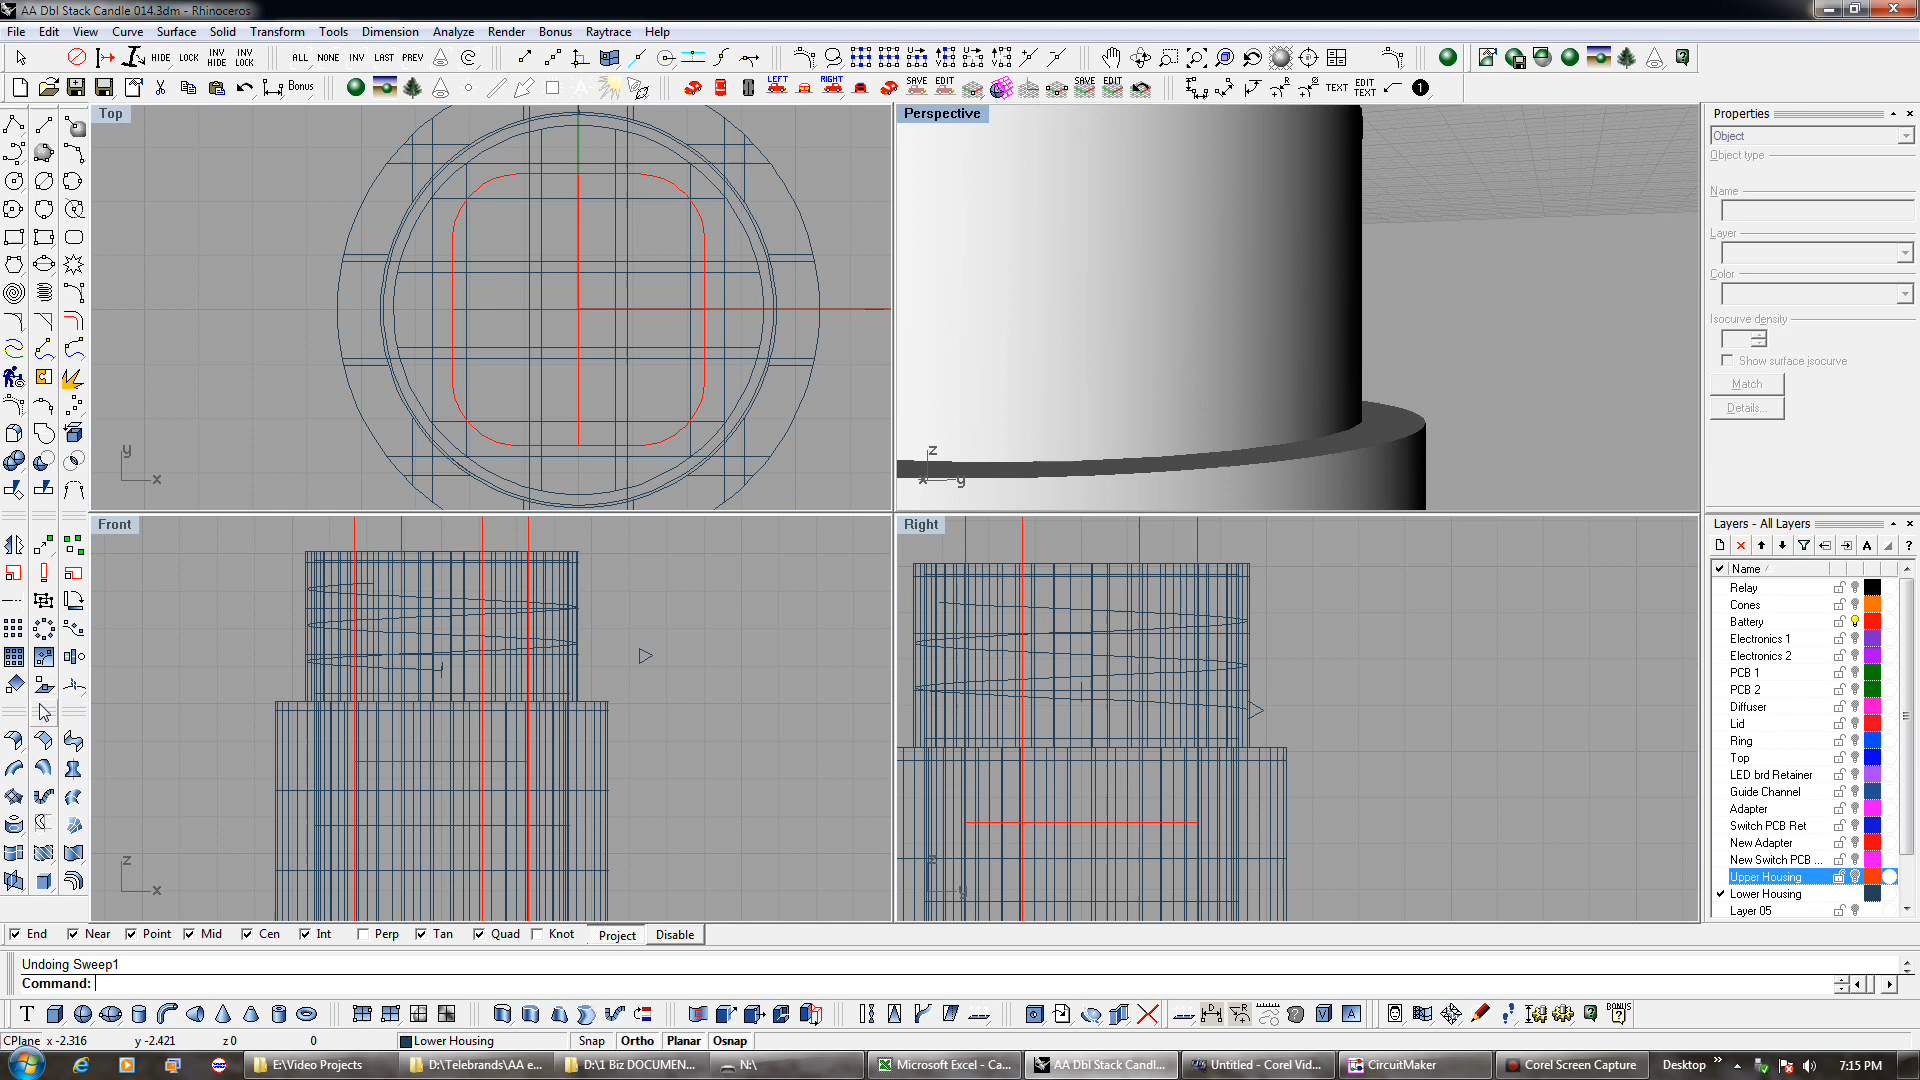 AA Dbl Stack Candle 014.3dm - Rhinoceros
File Edit View Curve Surface Solid Transform Tools Dimension Analyze Render Bonus Raytrace Help
HIDE LOCK INV HIDE INV LOCK ALL NONE INV LAST PREV
Bonus LEFT RIGHT SAVE EDIT SAVE EDIT TEXT EDIT TEXT 1
Top
Perspective
Front
Right
y
x
z
x y
z
x
z
y
Properties
Object
Object type
Name
Layer
Color
Isocurve density
Show surface isocurve
Match
Details...
Layers - All Layers
A ?
Name
Relay
Cones
Battery
Electronics 1
Electronics 2
PCB 1
PCB 2
Diffuser
Lid
Ring
Top
LED brd Retainer
Guide Channel
Adapter
Switch PCB Ret
New Adapter
New Switch PCB ...
Upper Housing
Lower Housing
Layer 05
End Near Point Mid Cen Int Perp Tan Quad Knot Project Disable
Undoing Sweep1
Command:
T BONUS
CPlane x -2.316 y -2.421 z 0 0 Lower Housing Snap Ortho Planar Osnap
E:\Video Projects D:\Telebrands\AA e... D:\1 Biz DOCUMEN... N:\ Microsoft Excel - Ca... AA Dbl Stack Candl... Untitled - Corel Vid... CircuitMaker Corel Screen Capture Desktop 7:15 PM